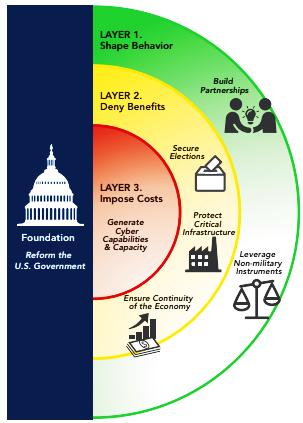 LAYER 1.
Shape Behavior
Build
Partnerships
LAYER 2.
Deny Benefits
Secure
Elections
LAYER 3.
Impose Costs
Generate
Cyber
Capabilities
& Capacity
Protect
Critical
Infrastructure
Foundation
Reform the
U.S. Government
Leverage
Non-military
Instruments
Ensure Continuity
of the Economy